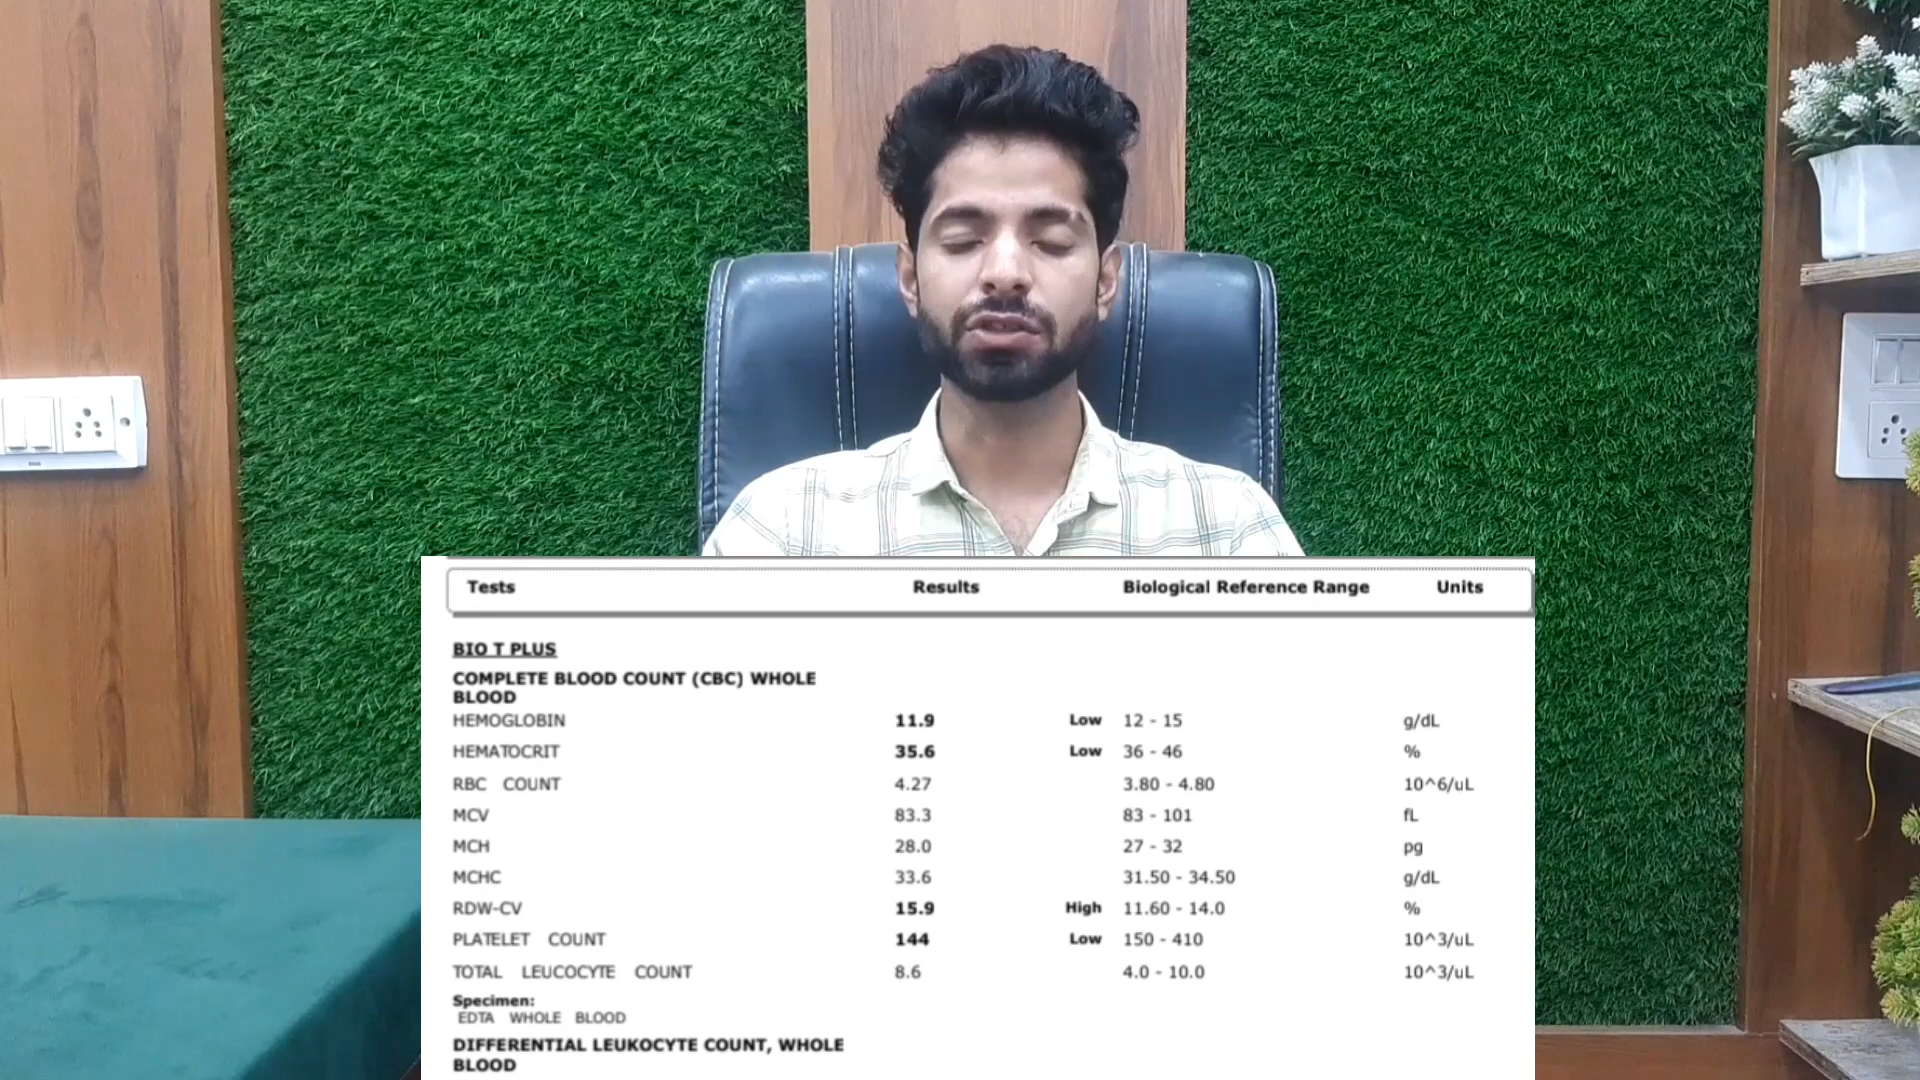 Tests Results Biological Reference Range Units
BIO T PLUS
COMPLETE BLOOD COUNT (CBC) WHOLE
BLOOD
HEMOGLOBIN 11.9 Low 12 - 15 g/dL
HEMATOCRIT 35.6 Low 36 - 46 %
RBC COUNT 4.27 3.80 - 4.80 10^6/uL
MCV 83.3 83 - 101 fL
MCH 28.0 27 - 32 pg
MCHC 33.6 31.50 - 34.50 g/dL
RDW-CV 15.9 High 11.60 - 14.0 %
PLATELET COUNT 144 Low 150 - 410 10^3/uL
TOTAL LEUCOCYTE COUNT 8.6 4.0 - 10.0 10^3/uL
Specimen:
EDTA WHOLE BLOOD
DIFFERENTIAL LEUKOCYTE COUNT, WHOLE
BLOOD